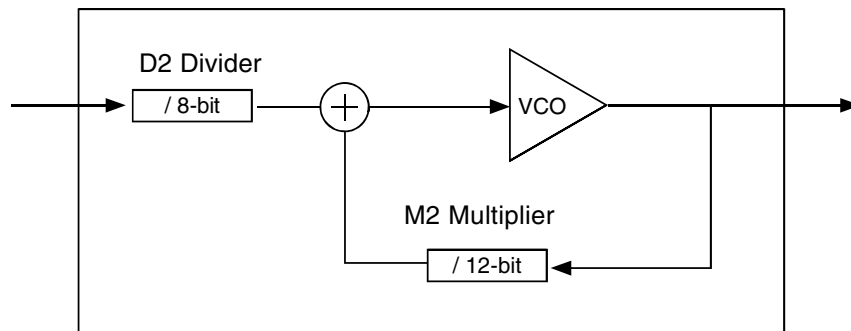 D2 Divider
/ 8-bit
+
VCO
M2 Multiplier
/ 12-bit